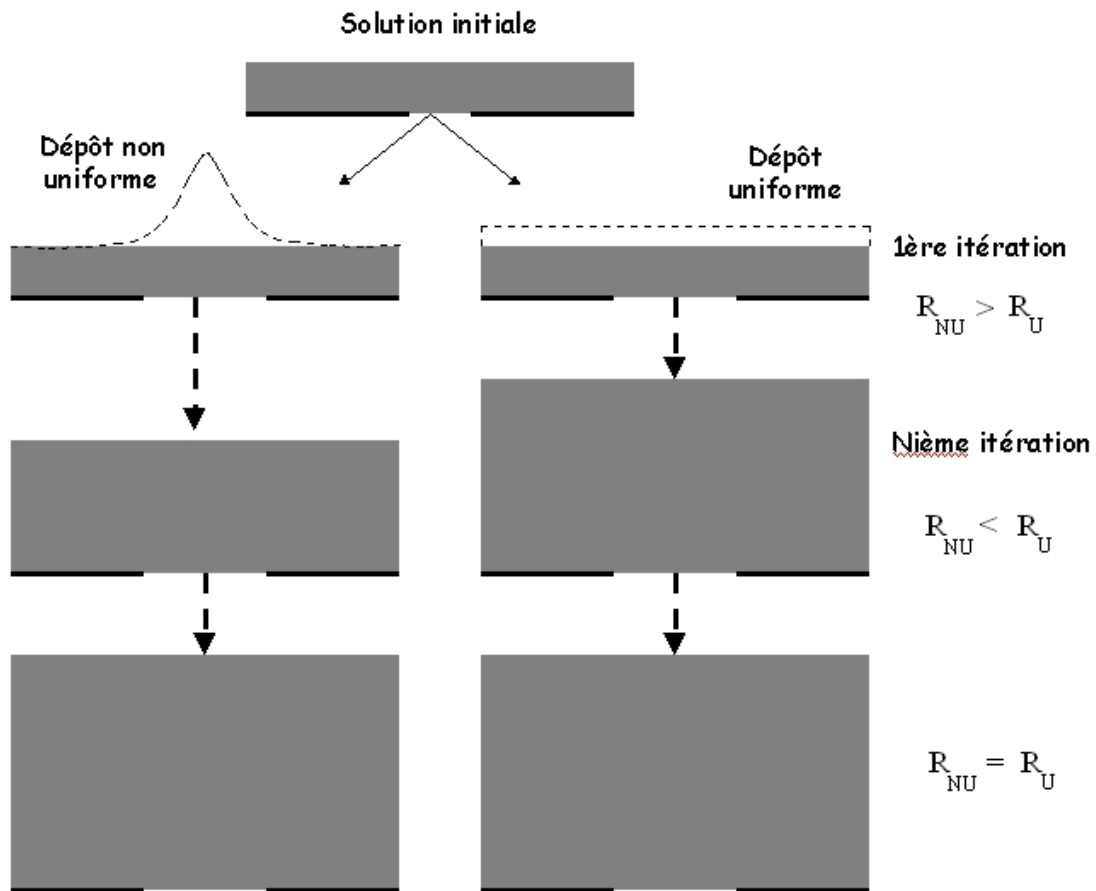 Solution initiale
Dépôt non
uniforme
Dépôt
uniforme
1ère itération
R_NU > R_U
Nième itération
R_NU < R_U
R_NU = R_U